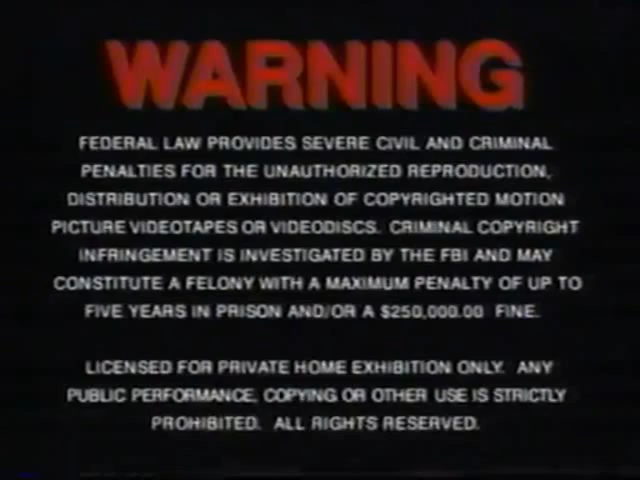 WARNING
FEDERAL LAW PROVIDES SEVERE CIVIL AND CRIMINAL
PENALTIES FOR THE UNAUTHORIZED REPRODUCTION,
DISTRIBUTION OR EXHIBITION OF COPYRIGHTED MOTION
PICTURE VIDEOTAPES OR VIDEODISCS. CRIMINAL COPYRIGHT
INFRINGEMENT IS INVESTIGATED BY THE FBI AND MAY
CONSTITUTE A FELONY WITH A MAXIMUM PENALTY OF UP TO
FIVE YEARS IN PRISON AND/OR A $250,000.00 FINE.
LICENSED FOR PRIVATE HOME EXHIBITION ONLY. ANY
PUBLIC PERFORMANCE, COPYING OR OTHER USE IS STRICTLY
PROHIBITED. ALL RIGHTS RESERVED.